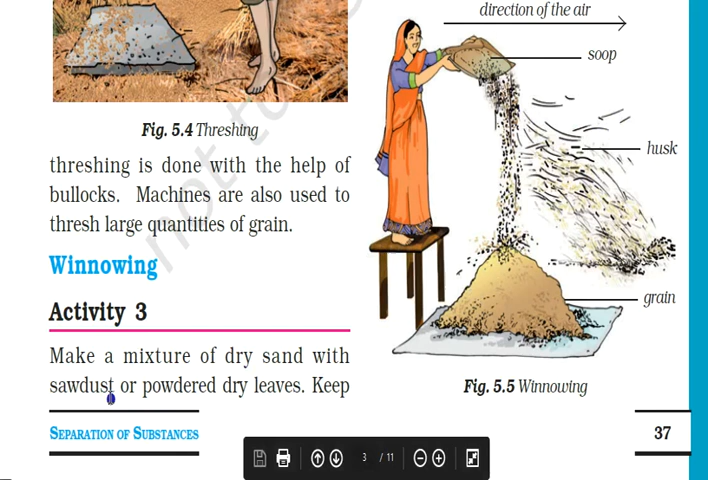 Fig. 5.4 Threshing
threshing is done with the help of
bullocks. Machines are also used to
thresh large quantities of grain.
Winnowing
Activity 3
Make a mixture of dry sand with
sawdust or powdered dry leaves. Keep
direction of the air
soop
husk
grain
Fig. 5.5 Winnowing
SEPARATION OF SUBSTANCES
37
3 / 11
not to